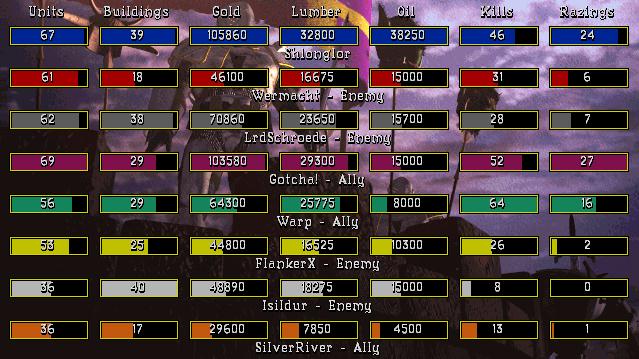 Units Buildings Gold Lumber Oil Kills Razings
67 39 105860 32800 38250 46 24
Shlonglor
61 18 46100 16675 15000 31 6
Wermacht - Enemy
62 38 70860 23650 15700 28 7
LrdSchroede - Enemy
69 29 103580 29300 15000 52 27
Gotcha! - Ally
56 29 64300 25775 8000 64 16
Warp - Ally
53 25 44800 16525 10300 26 2
FlankerX - Enemy
36 40 48890 18275 15000 8 0
Isildur - Enemy
36 17 29600 7850 4500 13 1
SilverRiver - Ally